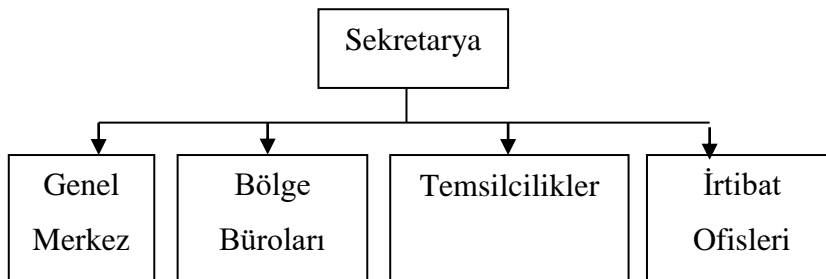 Sekretarya
Genel
Merkez
Bölge
Büroları
Temsilcilikler
İrtibat
Ofisleri